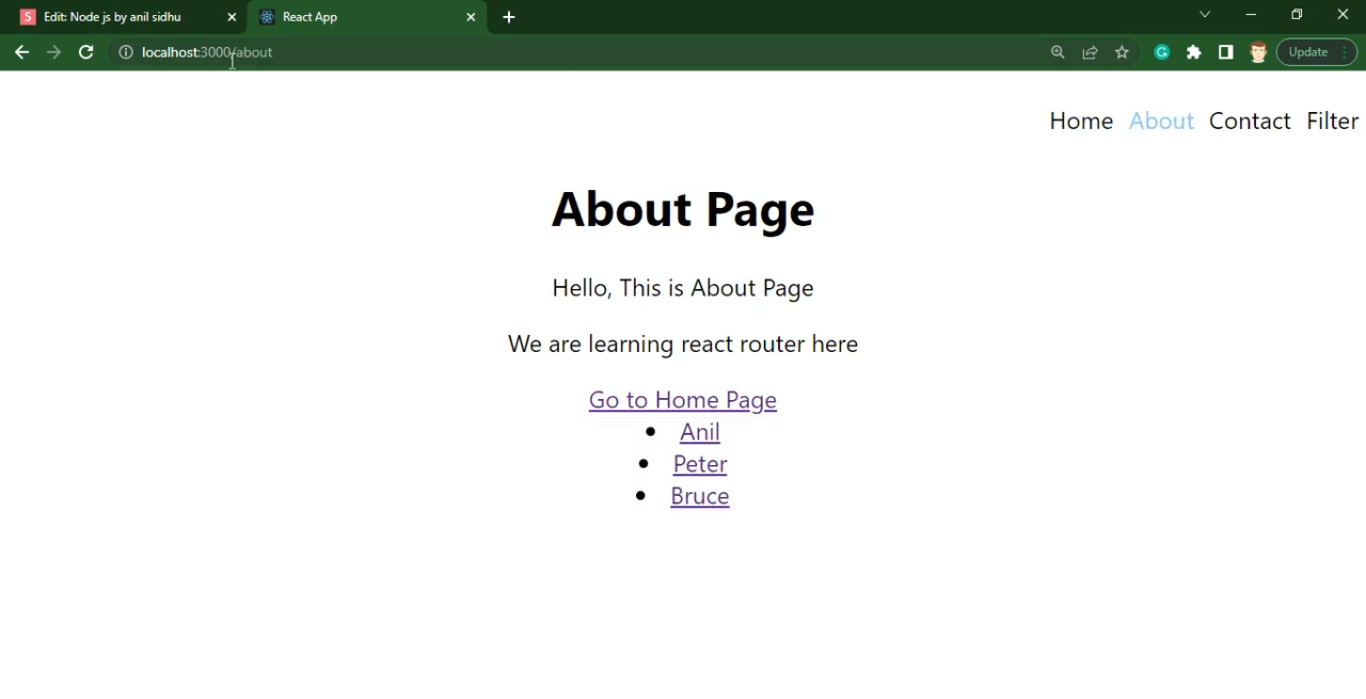 S Edit: Node js by anil sidhu
React App
localhost:3000/about
Update
Home About Contact Filter
About Page
Hello, This is About Page
We are learning react router here
Go to Home Page
• Anil
• Peter
• Bruce